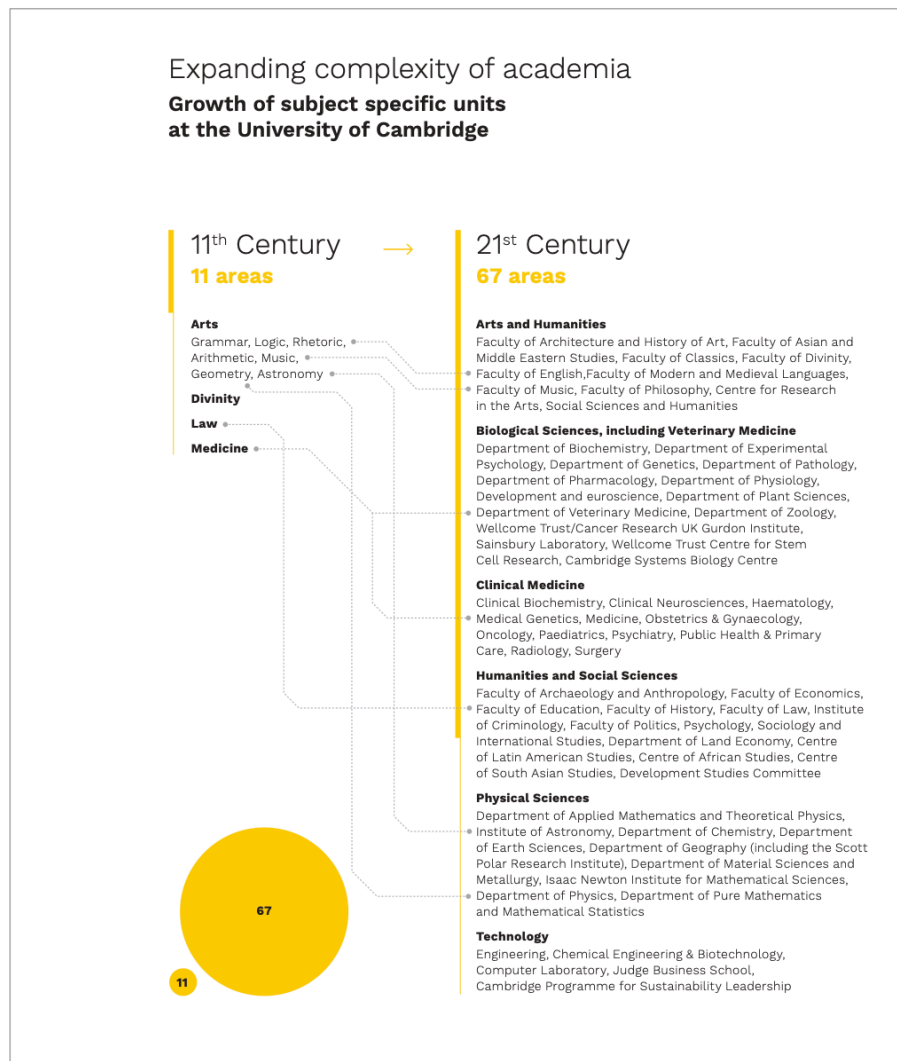 Expanding complexity of academia
Growth of subject specific units
at the University of Cambridge
11th Century
11 areas
Arts
Grammar, Logic, Rhetoric,
Arithmetic, Music,
Geometry, Astronomy
Divinity
Law
Medicine
→
21st Century
67 areas
Arts and Humanities
Faculty of Architecture and History of Art, Faculty of Asian and
Middle Eastern Studies, Faculty of Classics, Faculty of Divinity,
Faculty of English,Faculty of Modern and Medieval Languages,
Faculty of Music, Faculty of Philosophy, Centre for Research
in the Arts, Social Sciences and Humanities
Biological Sciences, including Veterinary Medicine
Department of Biochemistry, Department of Experimental
Psychology, Department of Genetics, Department of Pathology,
Department of Pharmacology, Department of Physiology,
Development and euroscience, Department of Plant Sciences,
Department of Veterinary Medicine, Department of Zoology,
Wellcome Trust/Cancer Research UK Gurdon Institute,
Sainsbury Laboratory, Wellcome Trust Centre for Stem
Cell Research, Cambridge Systems Biology Centre
Clinical Medicine
Clinical Biochemistry, Clinical Neurosciences, Haematology,
Medical Genetics, Medicine, Obstetrics & Gynaecology,
Oncology, Paediatrics, Psychiatry, Public Health & Primary
Care, Radiology, Surgery
Humanities and Social Sciences
Faculty of Archaeology and Anthropology, Faculty of Economics,
Faculty of Education, Faculty of History, Faculty of Law, Institute
of Criminology, Faculty of Politics, Psychology, Sociology and
International Studies, Department of Land Economy, Centre
of Latin American Studies, Centre of African Studies, Centre
of South Asian Studies, Development Studies Committee
Physical Sciences
Department of Applied Mathematics and Theoretical Physics,
Institute of Astronomy, Department of Chemistry, Department
of Earth Sciences, Department of Geography (including the Scott
Polar Research Institute), Department of Material Sciences and
Metallurgy, Isaac Newton Institute for Mathematical Sciences,
Department of Physics, Department of Pure Mathematics
and Mathematical Statistics
Technology
Engineering, Chemical Engineering & Biotechnology,
Computer Laboratory, Judge Business School,
Cambridge Programme for Sustainability Leadership
67
11